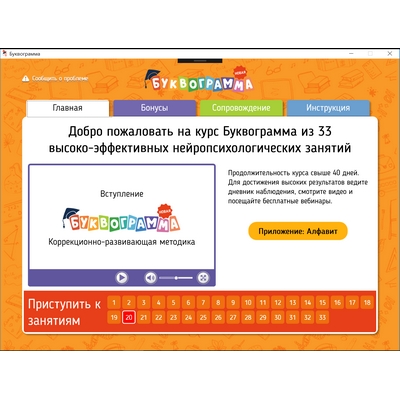 Буквограмма
Сообщить о проблеме
БУКВОГРАММА
Главная
Бонусы
Сопровождение
Инструкция
Добро пожаловать на курс Буквограмма из 33
высоко-эффективных нейропсихологических занятий
Вступление
БУКВОГРАММА
Коррекционно-развивающая методика
Продолжительность курса свыше 40 дней.
Для достижения высоких результатов ведите
дневник наблюдения, смотрите видео и
посещайте бесплатные вебинары.
Приложение: Алфавит
Приступить к
занятиям
1 2 3 4 5 6 7 8 9 10 11 12 13 14 15 16 17 18
19 20 21 22 23 24 25 26 27 28 29 30 31 32 33